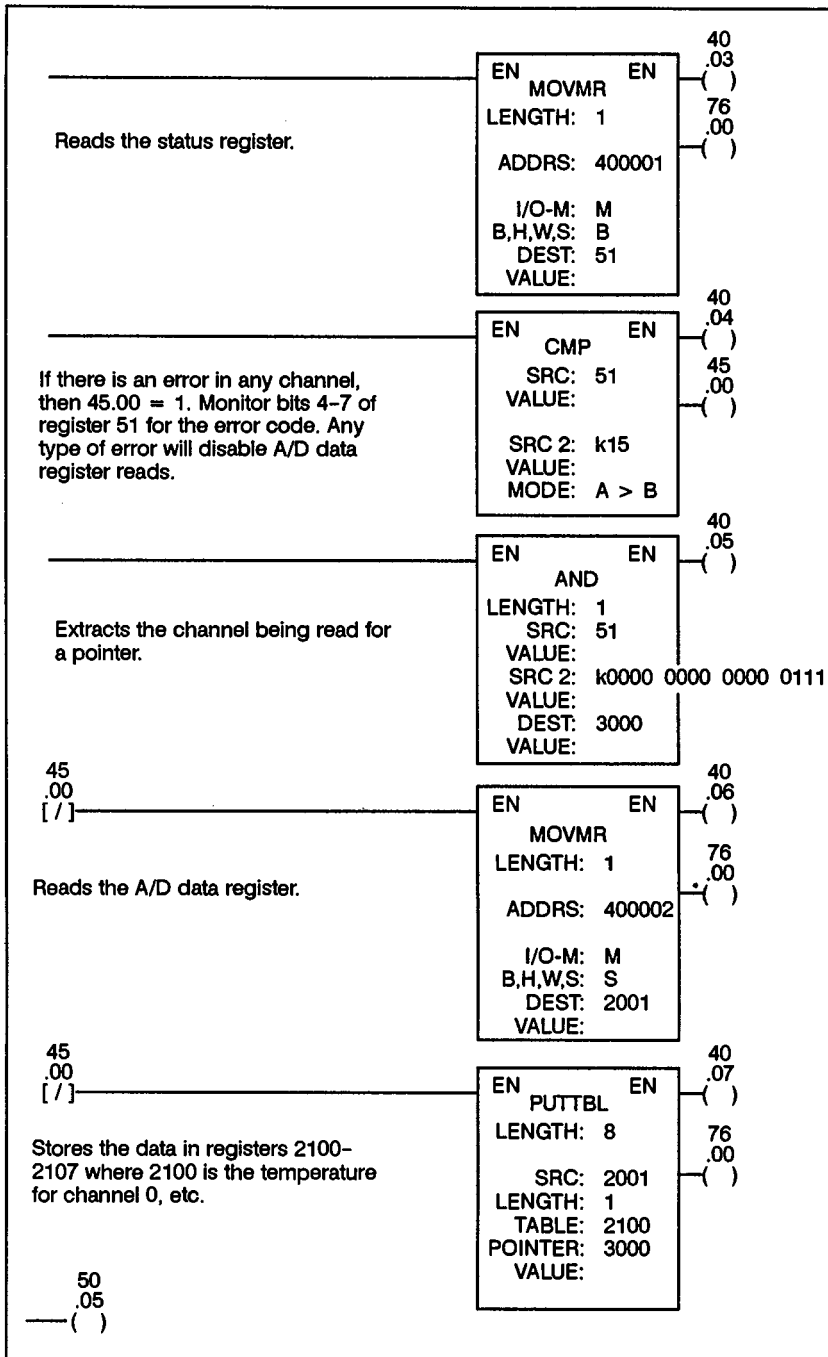 40
.03
EN EN
( )
MOVMR
76
.00
LENGTH: 1
( )
Reads the status register.
ADDRS: 400001
I/O-M: M
B,H,W,S: B
DEST: 51
VALUE:
40
.04
EN EN
( )
CMP
45
.00
SRC: 51
( )
VALUE:
If there is an error in any channel,
then 45.00 = 1. Monitor bits 4–7 of
register 51 for the error code. Any
type of error will disable A/D data
register reads.
SRC 2: k15
VALUE:
MODE: A > B
40
.05
EN EN
( )
AND
LENGTH: 1
Extracts the channel being read for
a pointer.
SRC: 51
VALUE:
SRC 2: k0000 0000 0000 0111
VALUE:
DEST: 3000
VALUE:
45
.00
[ / ]
40
.06
EN EN
( )
MOVMR
76
.00
LENGTH: 1
( )
Reads the A/D data register.
ADDRS: 400002
I/O-M: M
B,H,W,S: S
DEST: 2001
VALUE:
45
.00
[ / ]
40
.07
EN EN
( )
PUTTBL
76
.00
LENGTH: 8
( )
Stores the data in registers 2100–
2107 where 2100 is the temperature
for channel 0, etc.
SRC: 2001
LENGTH: 1
TABLE: 2100
POINTER: 3000
VALUE:
50
.05
( )